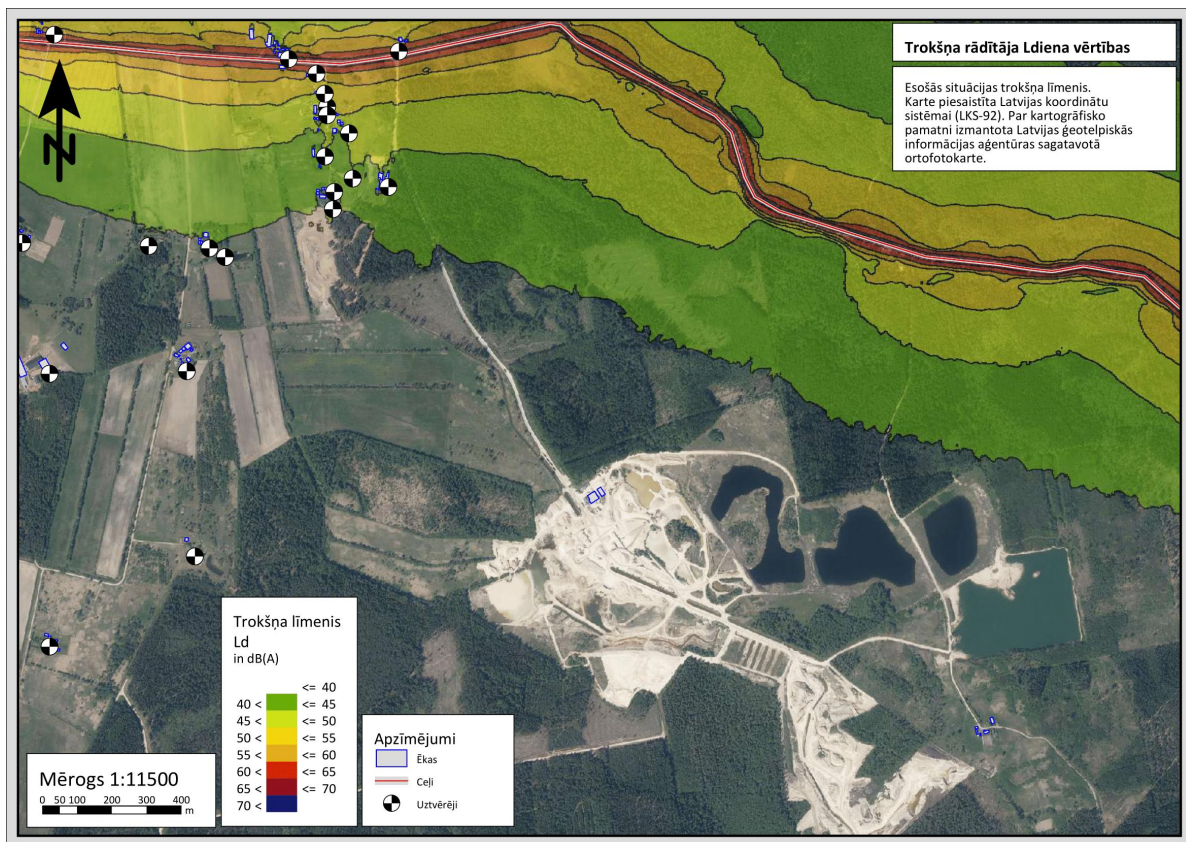 Trokšņa rādītāja Ldiena vērtības
Esošās situācijas trokšņa līmenis.
Karte piesaistīta Latvijas koordinātu
sistēmai (LKS-92). Par kartogrāfisko
pamatni izmantota Latvijas ģeotelpiskās
informācijas aģentūras sagatavotā
ortofotokarte.
N
Trokšņa līmenis
Ld
in dB(A)
<= 40
40 < <= 45
45 < <= 50
50 < <= 55
55 < <= 60
60 < <= 65
65 < <= 70
70 <
Apzīmējumi
Ēkas
Ceļi
Uztvērēji
Mērogs 1:11500
0 50 100 200 300 400
m